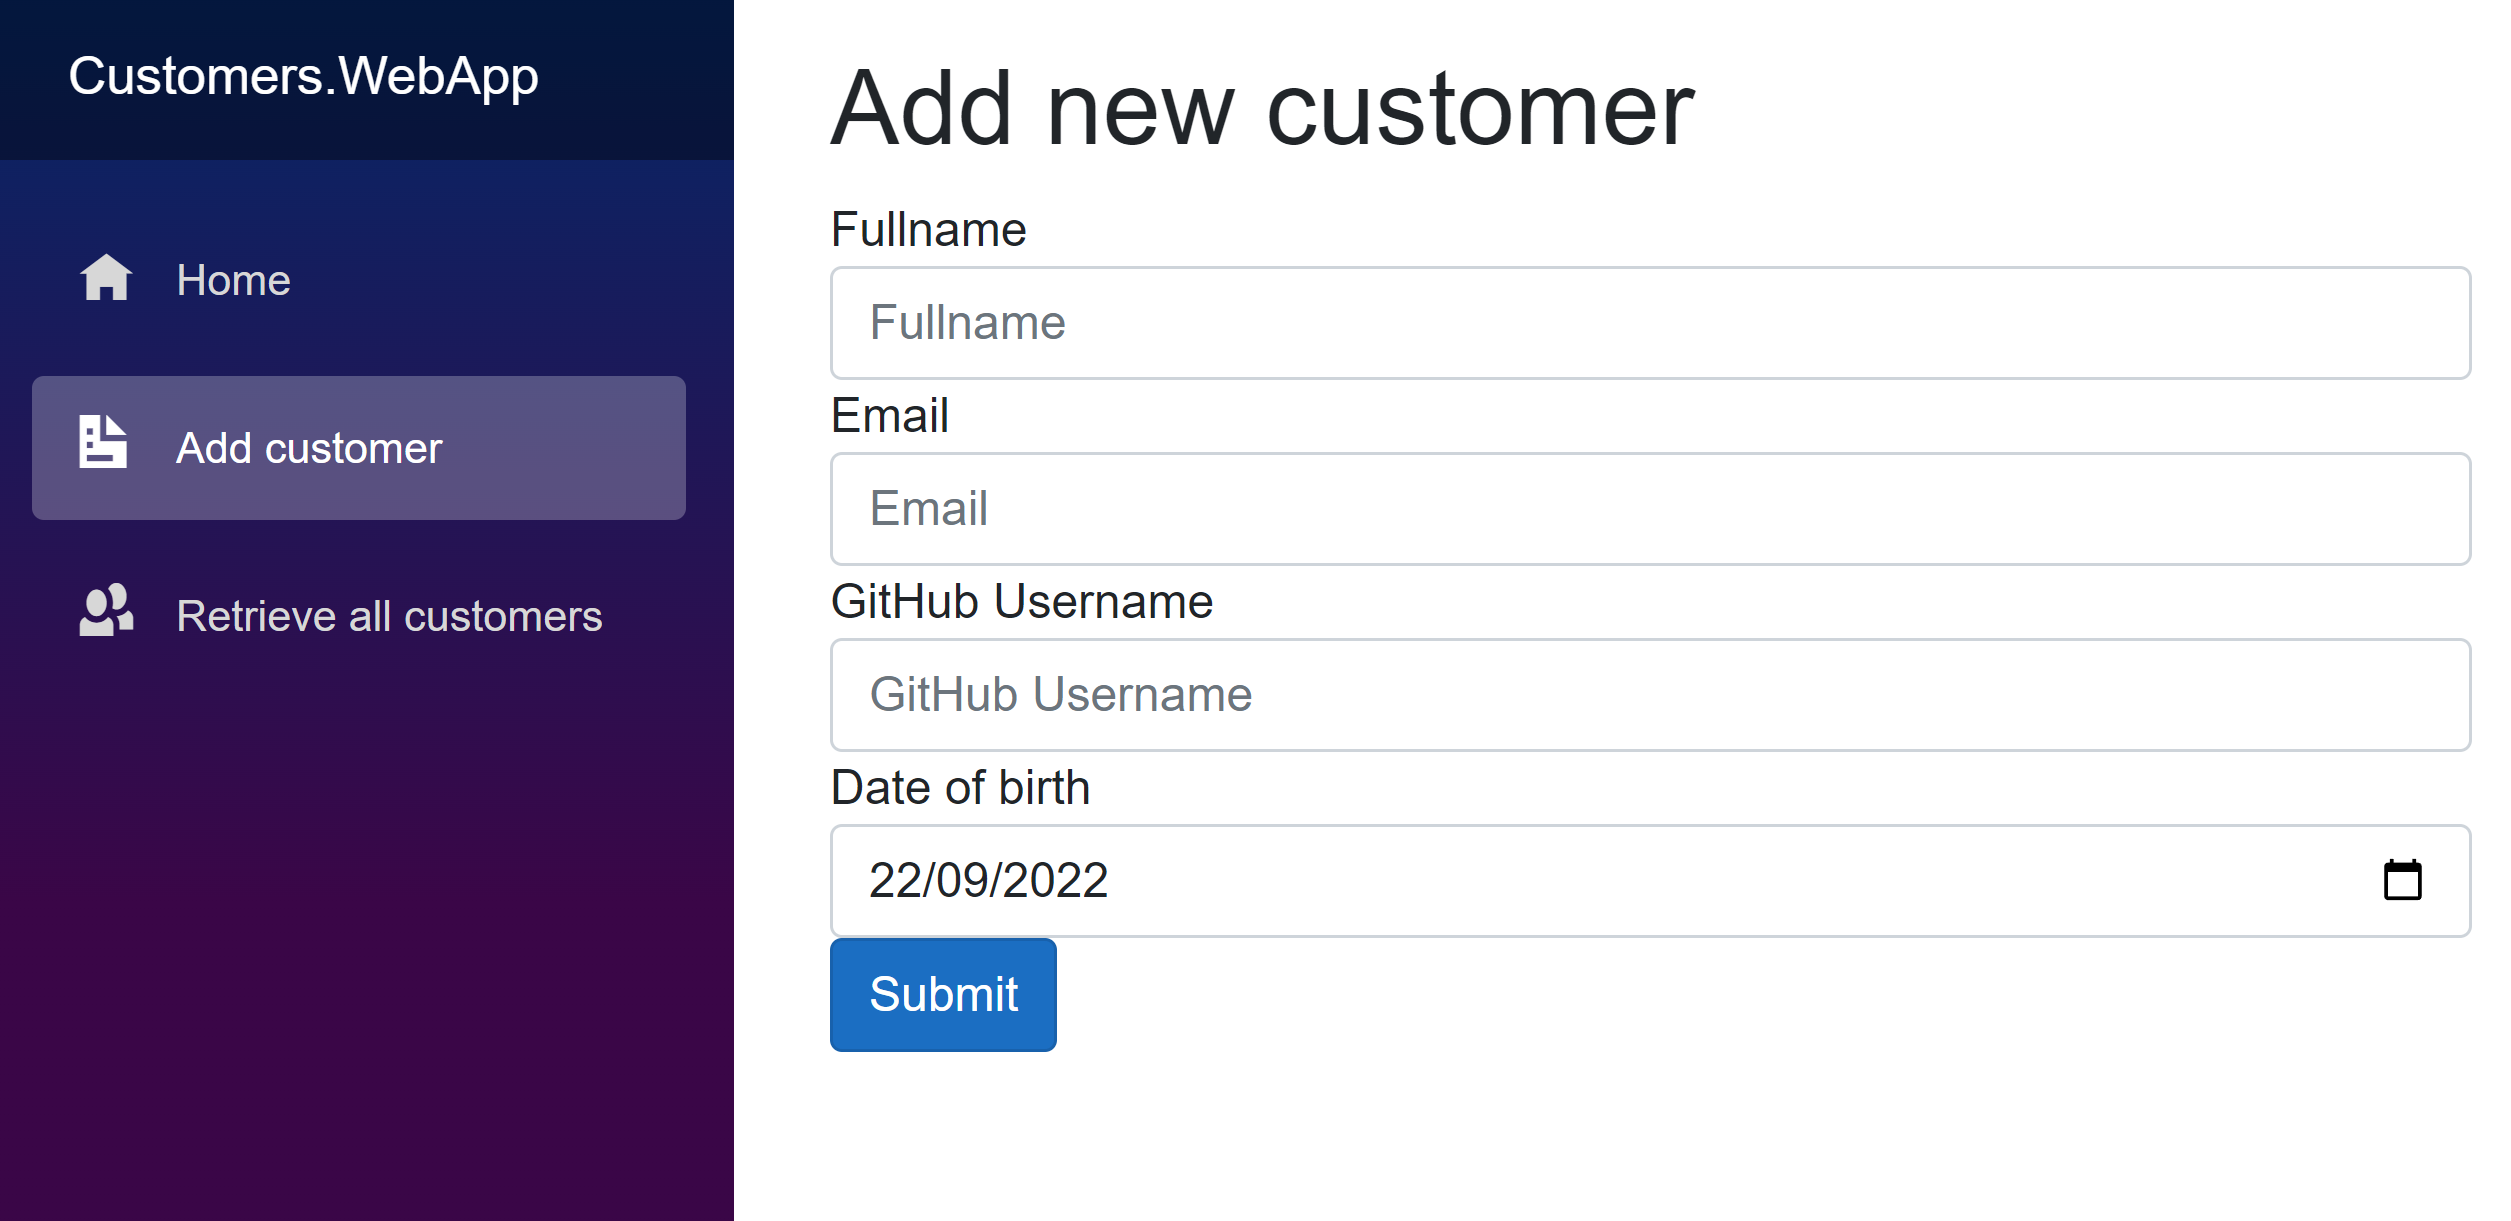 Customers.WebApp
Home
Add customer
Retrieve all customers
Add new customer
Fullname
Fullname
Email
Email
GitHub Username
GitHub Username
Date of birth
22/09/2022
Submit